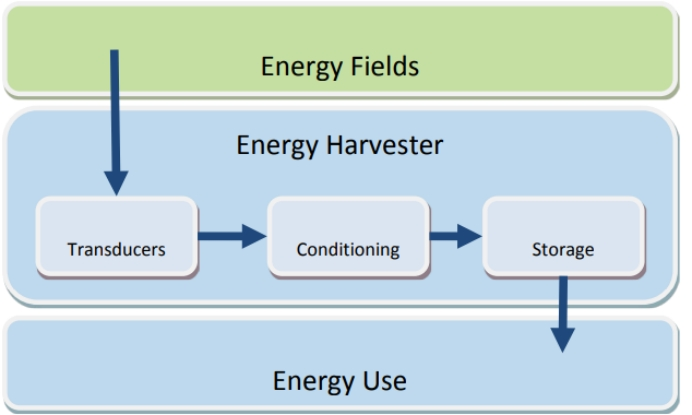 Energy Fields
Energy Harvester
Transducers
Conditioning
Storage
Energy Use